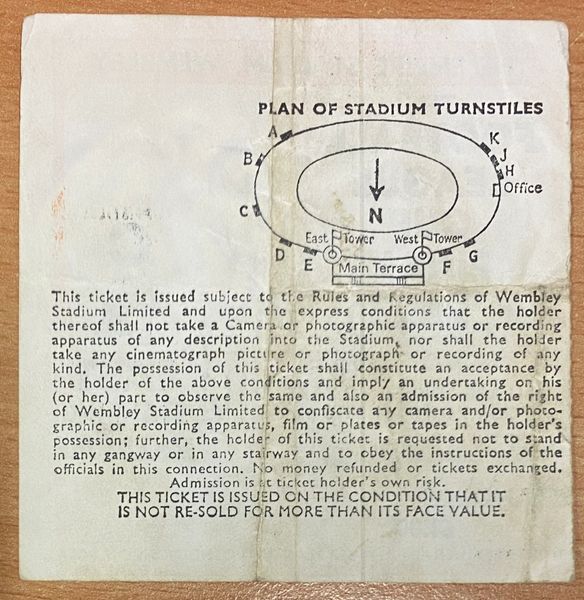 PLAN OF STADIUM TURNSTILES
A
K
J
B
H
Office
C
N
East Tower
West Tower
D
E
Main Terrace
F
G
This ticket is issued subject to the Rules and Regulations of Wembley
Stadium Limited and upon the express conditions that the holder
thereof shall not take a Camera or photographic apparatus or recording
apparatus of any description into the Stadium, nor shall the holder
take any cinematograph picture or photograph or recording of any
kind. The possession of this ticket shall constitute an acceptance by
the holder of the above conditions and imply an undertaking on his
(or her) part to observe the same and also an admission of the right
of Wembley Stadium Limited to confiscate any camera and/or photo-
graphic or recording apparatus, film or plates or tapes in the holder's
possession; further, the holder of this ticket is requested not to stand
in any gangway or in any stairway and to obey the instructions of the
officials in this connection. No money refunded or tickets exchanged.
Admission is at ticket holder's own risk.
THIS TICKET IS ISSUED ON THE CONDITION THAT IT
IS NOT RE-SOLD FOR MORE THAN ITS FACE VALUE.